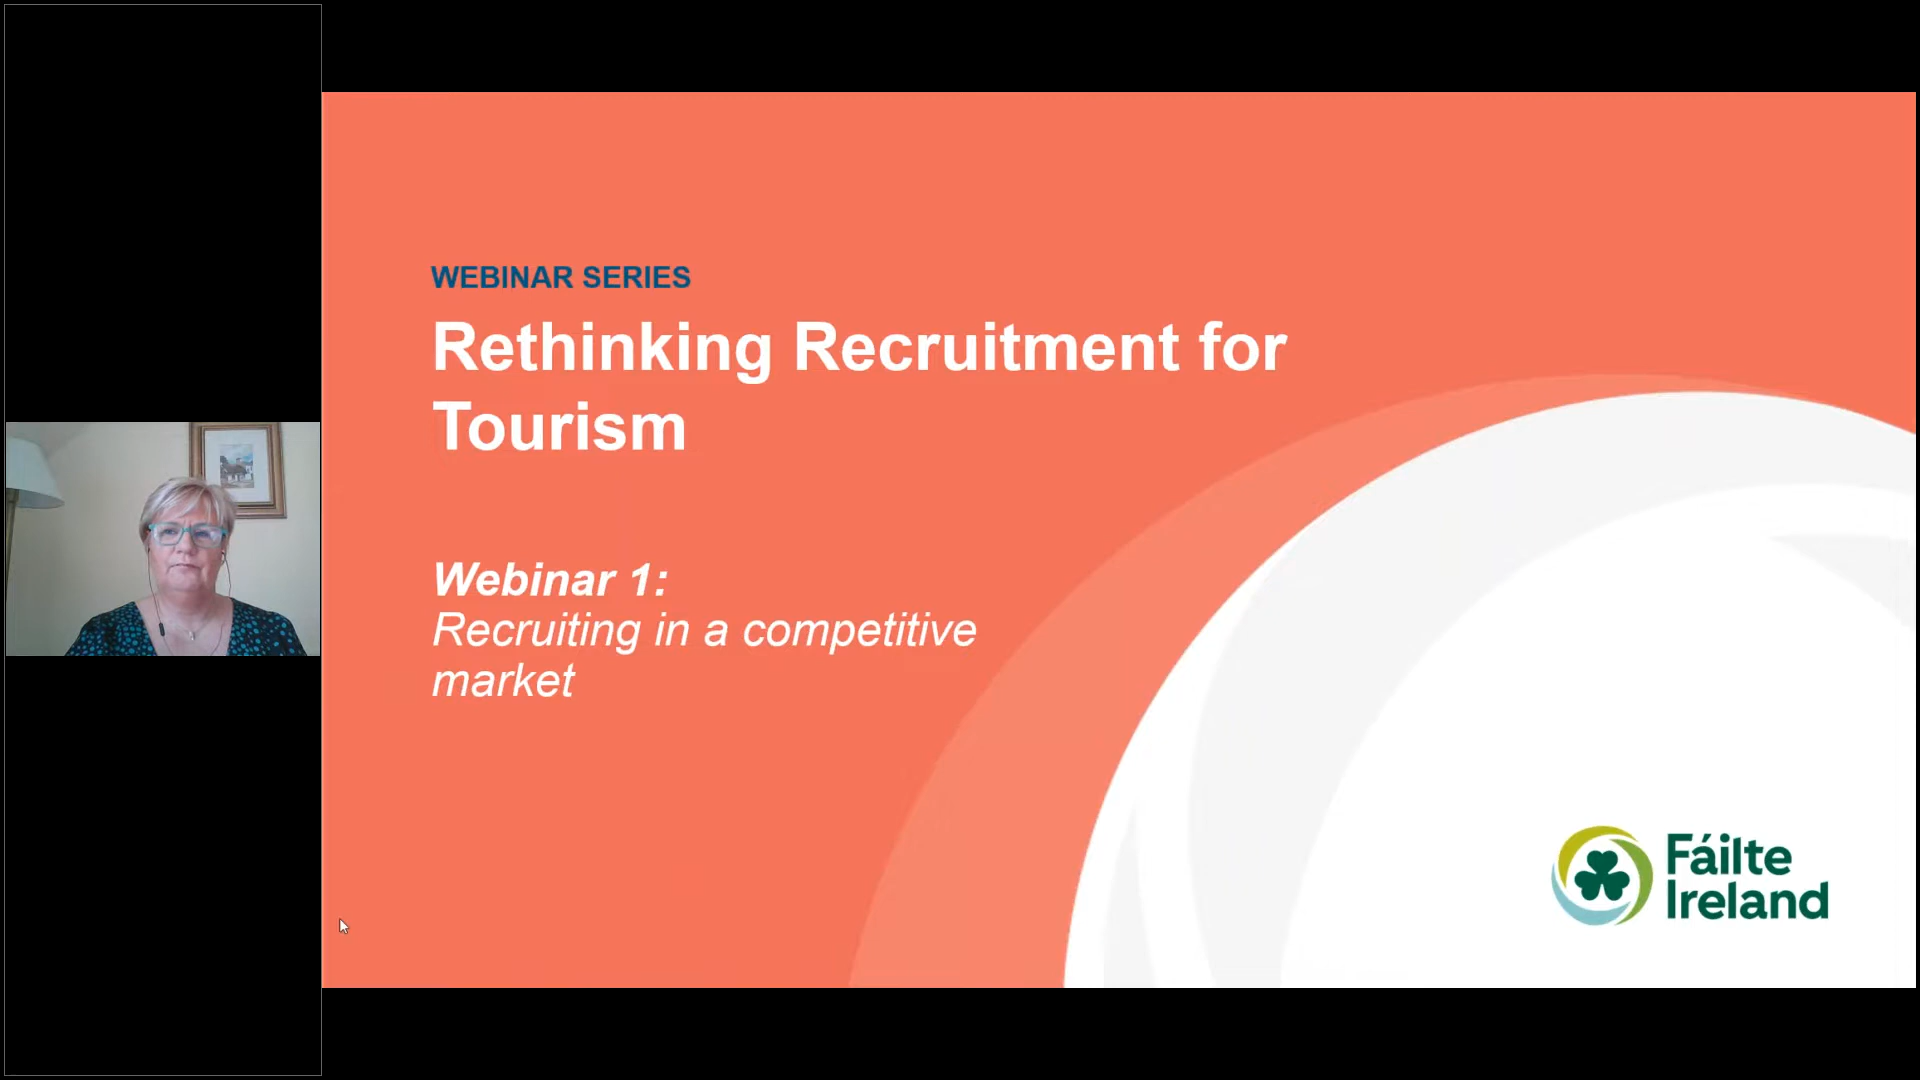 WEBINAR SERIES
Rethinking Recruitment for
Tourism
Webinar 1:
Recruiting in a competitive
market
Fáilte
Ireland